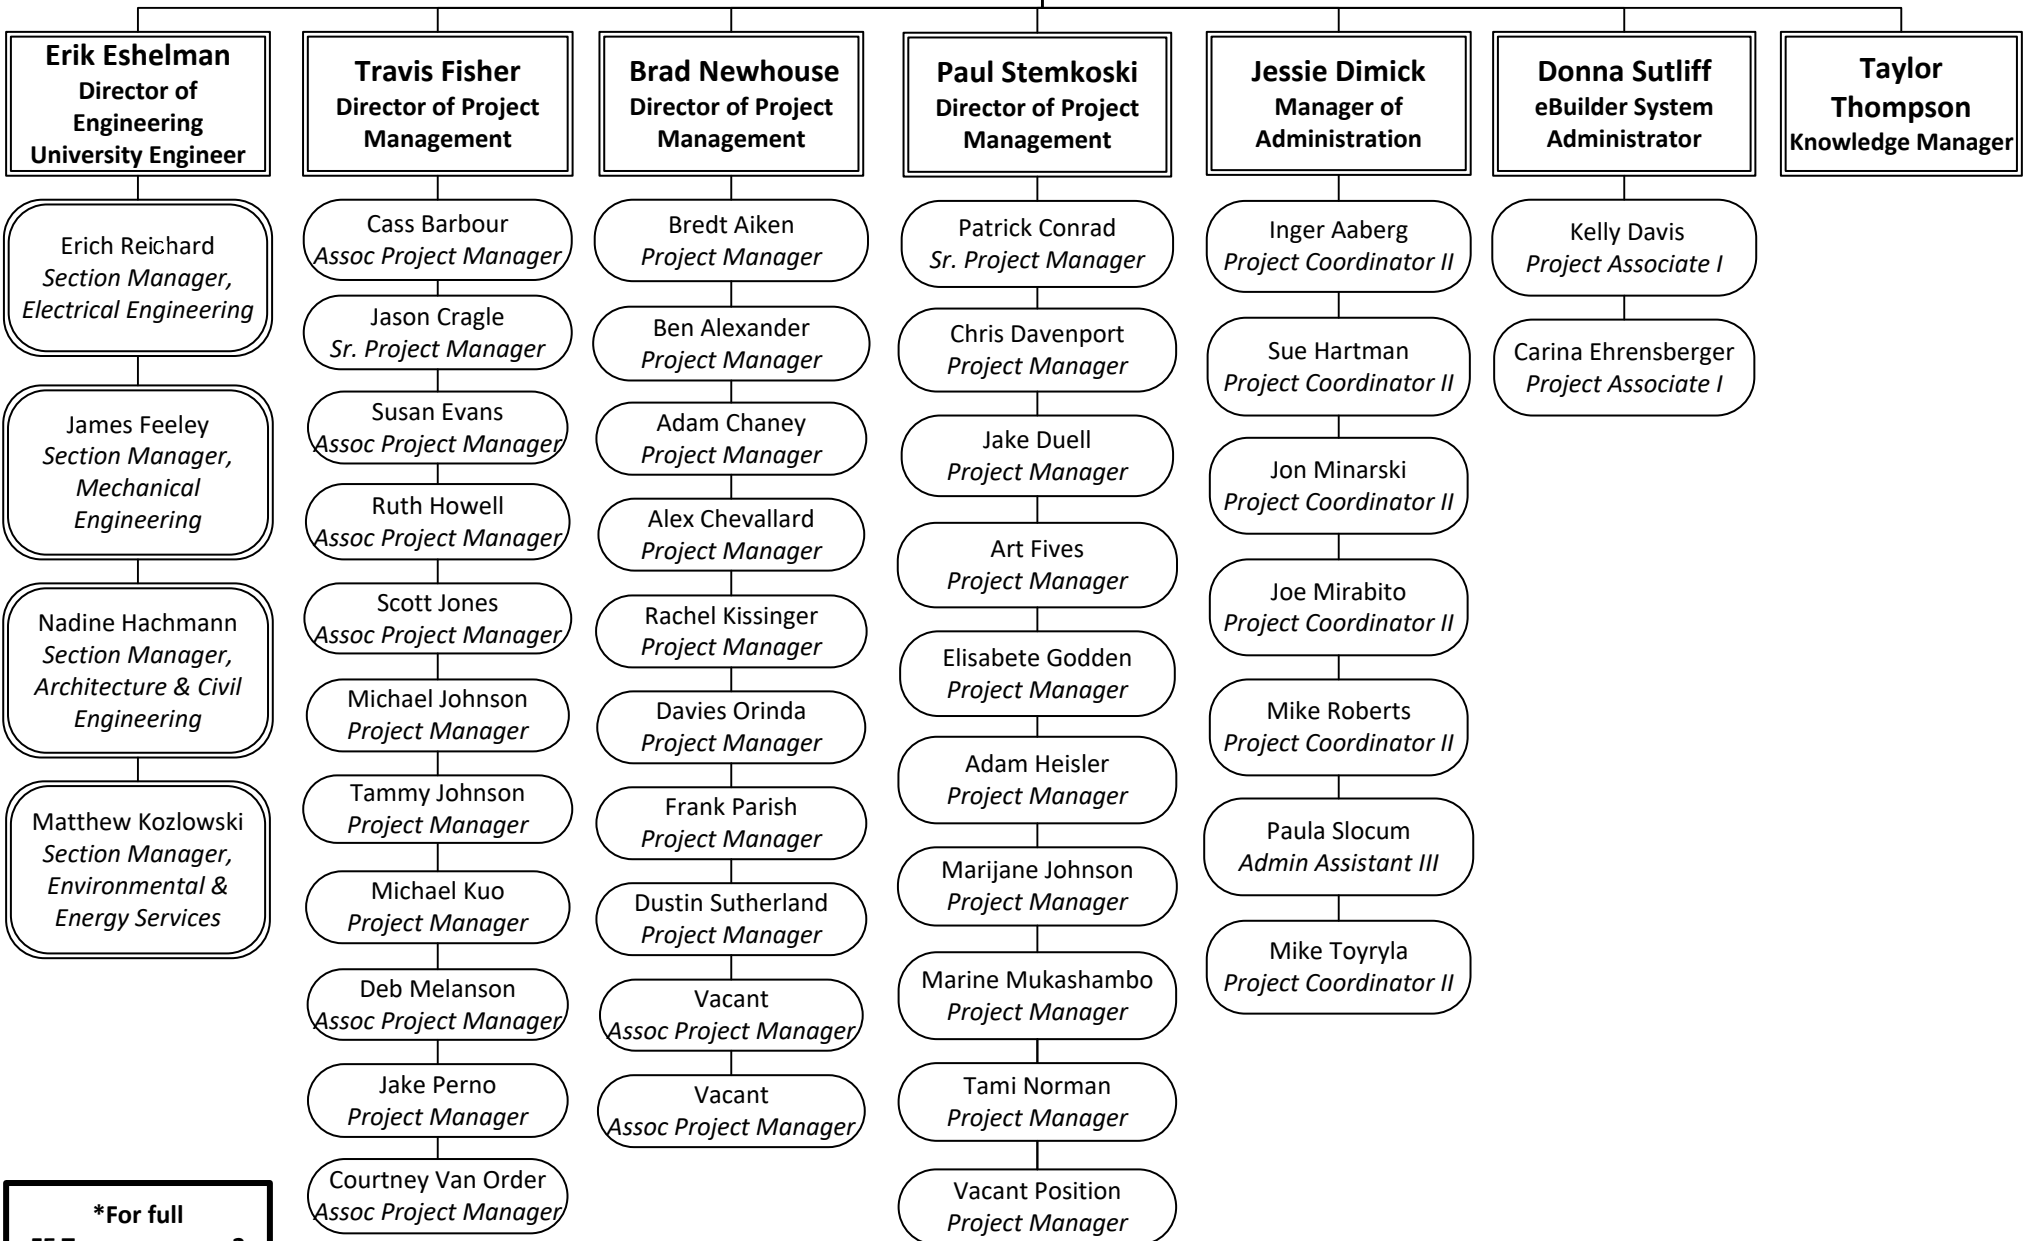 Erik Eshelman
Director of
Engineering
University Engineer
Erich Reichard
Section Manager,
Electrical Engineering
James Feeley
Section Manager,
Mechanical
Engineering
Nadine Hachmann
Section Manager,
Architecture & Civil
Engineering
Matthew Kozlowski
Section Manager,
Environmental &
Energy Services
*For full
Travis Fisher
Director of Project
Management
Cass Barbour
Assoc Project Manager
Jason Cragle
Sr. Project Manager
Susan Evans
Assoc Project Manager
Ruth Howell
Assoc Project Manager
Scott Jones
Assoc Project Manager
Michael Johnson
Project Manager
Tammy Johnson
Project Manager
Michael Kuo
Project Manager
Deb Melanson
Assoc Project Manager
Jake Perno
Project Manager
Courtney Van Order
Assoc Project Manager
Brad Newhouse
Director of Project
Management
Bredt Aiken
Project Manager
Ben Alexander
Project Manager
Adam Chaney
Project Manager
Alex Chevallard
Project Manager
Rachel Kissinger
Project Manager
Davies Orinda
Project Manager
Frank Parish
Project Manager
Dustin Sutherland
Project Manager
Vacant
Assoc Project Manager
Vacant
Assoc Project Manager
Paul Stemkoski
Director of Project
Management
Patrick Conrad
Sr. Project Manager
Chris Davenport
Project Manager
Jake Duell
Project Manager
Art Fives
Project Manager
Elisabete Godden
Project Manager
Adam Heisler
Project Manager
Marijane Johnson
Project Manager
Marine Mukashambo
Project Manager
Tami Norman
Project Manager
Vacant Position
Project Manager
Jessie Dimick
Manager of
Administration
Inger Aaberg
Project Coordinator II
Sue Hartman
Project Coordinator II
Jon Minarski
Project Coordinator II
Joe Mirabito
Project Coordinator II
Mike Roberts
Project Coordinator II
Paula Slocum
Admin Assistant III
Mike Toyryla
Project Coordinator II
Donna Sutliff
eBuilder System
Administrator
Kelly Davis
Project Associate I
Carina Ehrensberger
Project Associate I
Taylor
Thompson
Knowledge Manager